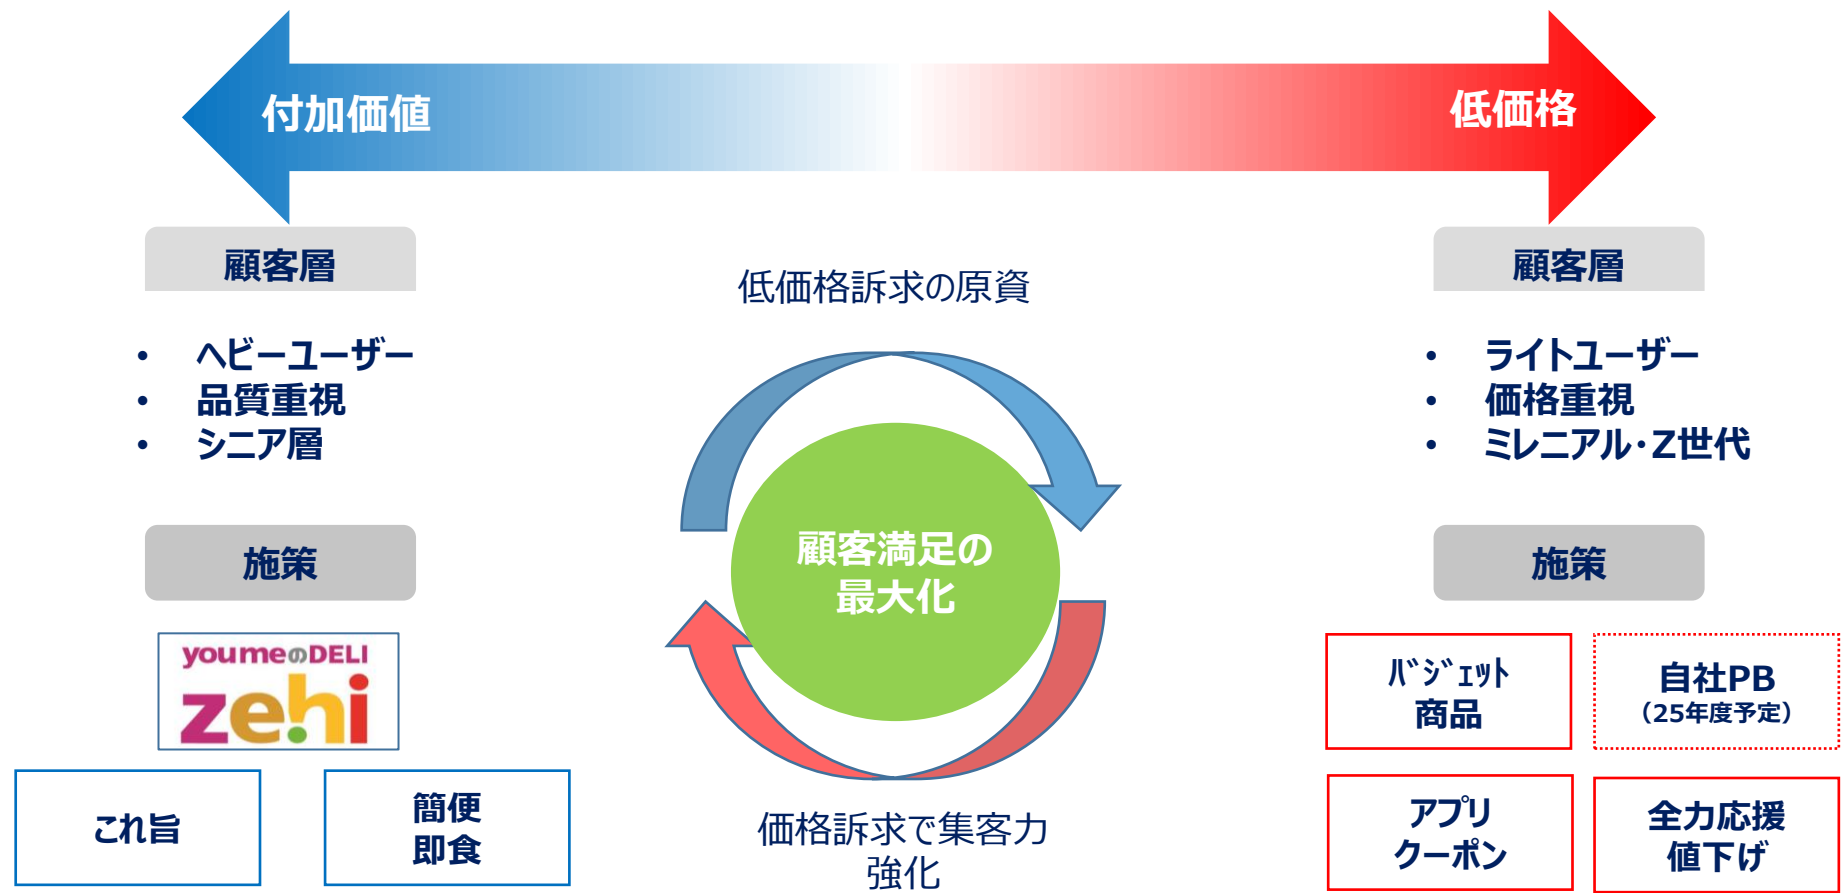 付加価値
低価格
顧客層
• ヘビーユーザー
• 品質重視
• シニア層
施策
youmeのDELI
zehi
これ旨
簡便
即食
低価格訴求の原資
顧客満足の
最大化
価格訴求で集客力
強化
顧客層
• ライトユーザー
• 価格重視
• ミレニアル・Z世代
施策
ﾊﾞｼﾞｪｯﾄ
商品
自社PB
（25年度予定）
アプリ
クーポン
全力応援
値下げ